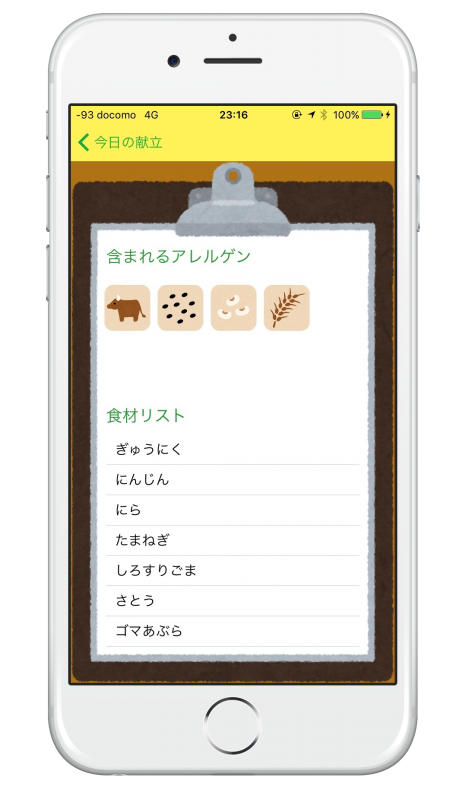 -93 docomo 4G 23:16 100%
今日の献立
含まれるアレルゲン
食材リスト
ぎゅうにく
にんじん
にら
たまねぎ
しろすりごま
さとう
ゴマあぶら